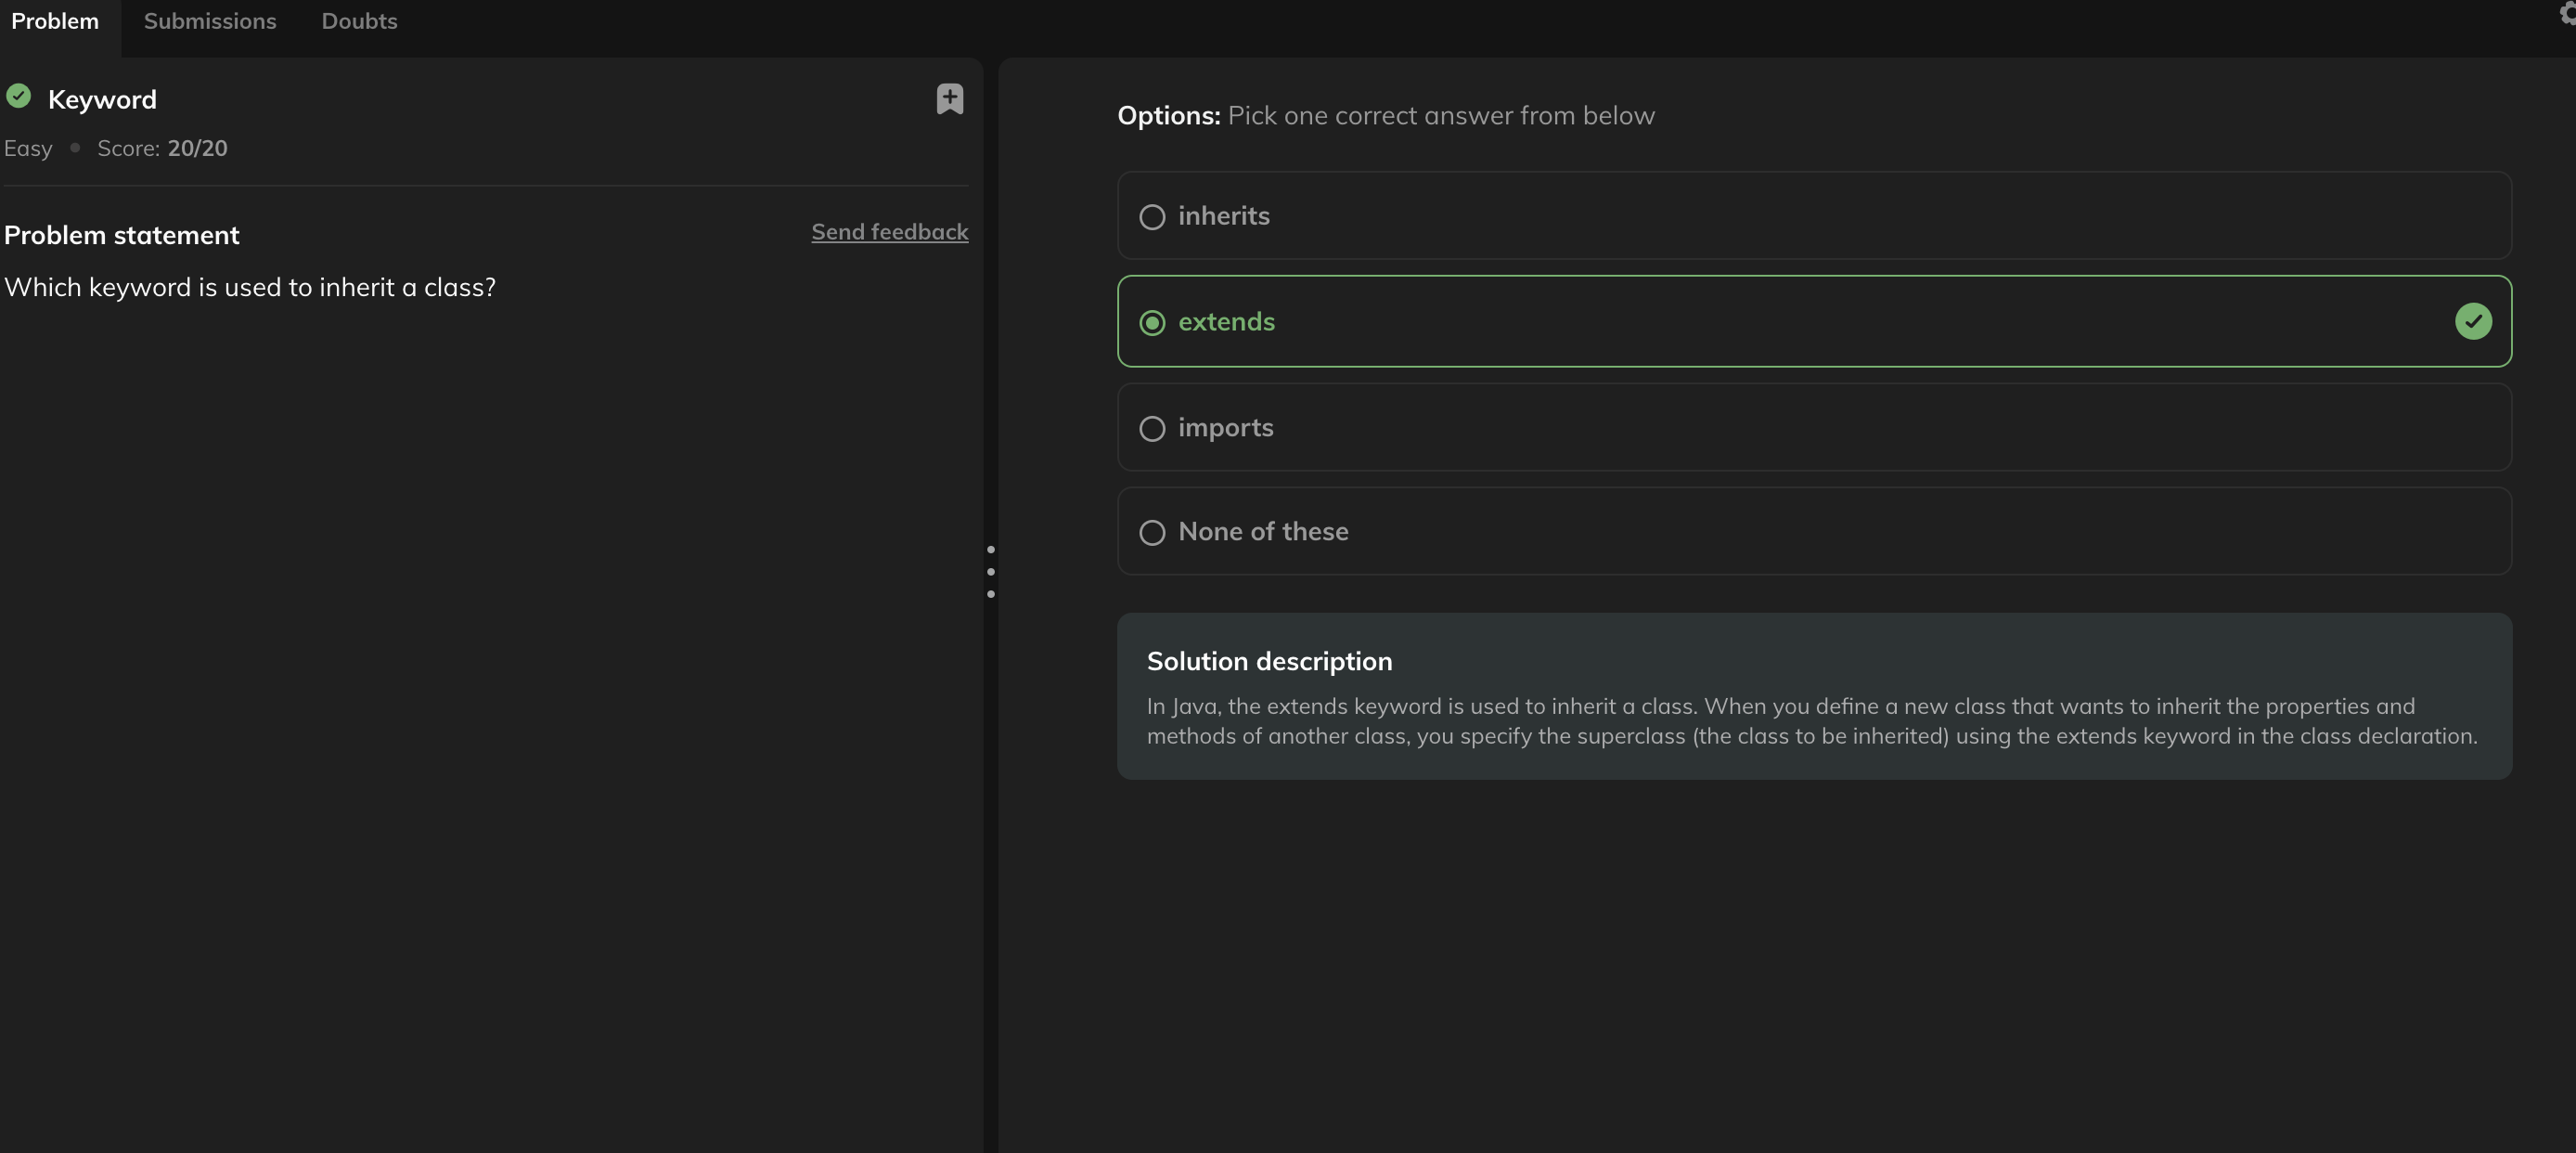 Problem Submissions Doubts
Keyword
Easy • Score: 20/20
Problem statement Send feedback
Which keyword is used to inherit a class?
Options: Pick one correct answer from below
inherits
extends
imports
None of these
Solution description
In Java, the extends keyword is used to inherit a class. When you define a new class that wants to inherit the properties and
methods of another class, you specify the superclass (the class to be inherited) using the extends keyword in the class declaration.